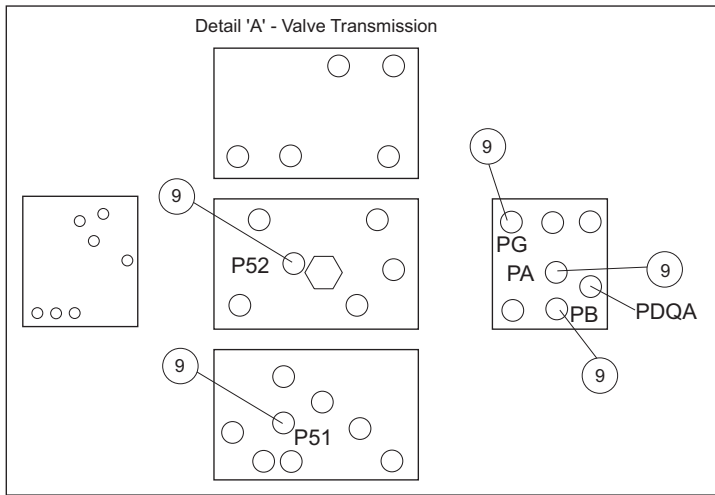 Detail 'A' - Valve Transmission
9
9
PG
P52
PA
9
PB
PDQA
9
9
P51